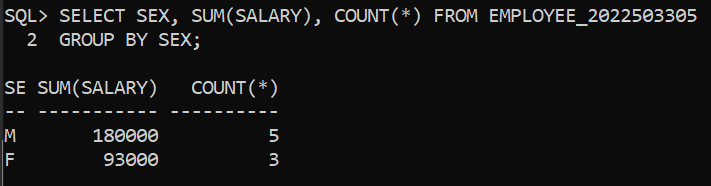 SQL> SELECT SEX, SUM(SALARY), COUNT(*) FROM EMPLOYEE_2022503305
  2  GROUP BY SEX;

SE SUM(SALARY)   COUNT(*)
-- ----------- ----------
M       180000          5
F        93000          3